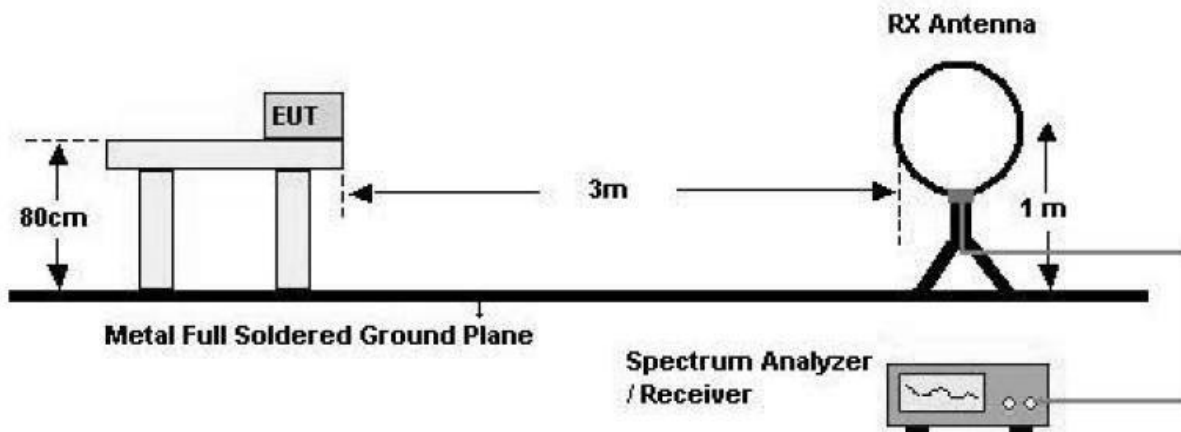 RX Antenna
EUT
80cm
3m
1 m
Metal Full Soldered Ground Plane
Spectrum Analyzer
/ Receiver